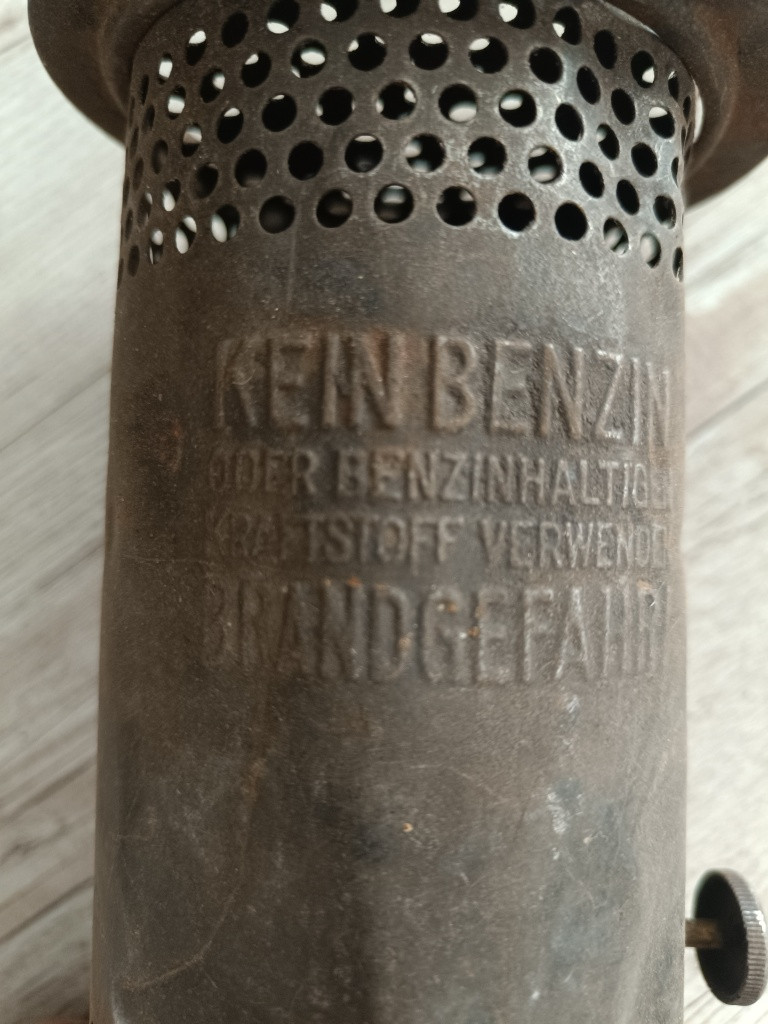 KEIN BENZIN
ODER BENZINHALTIGEN
KRAFTSTOFF VERWENDEN
BRANDGEFAHR!